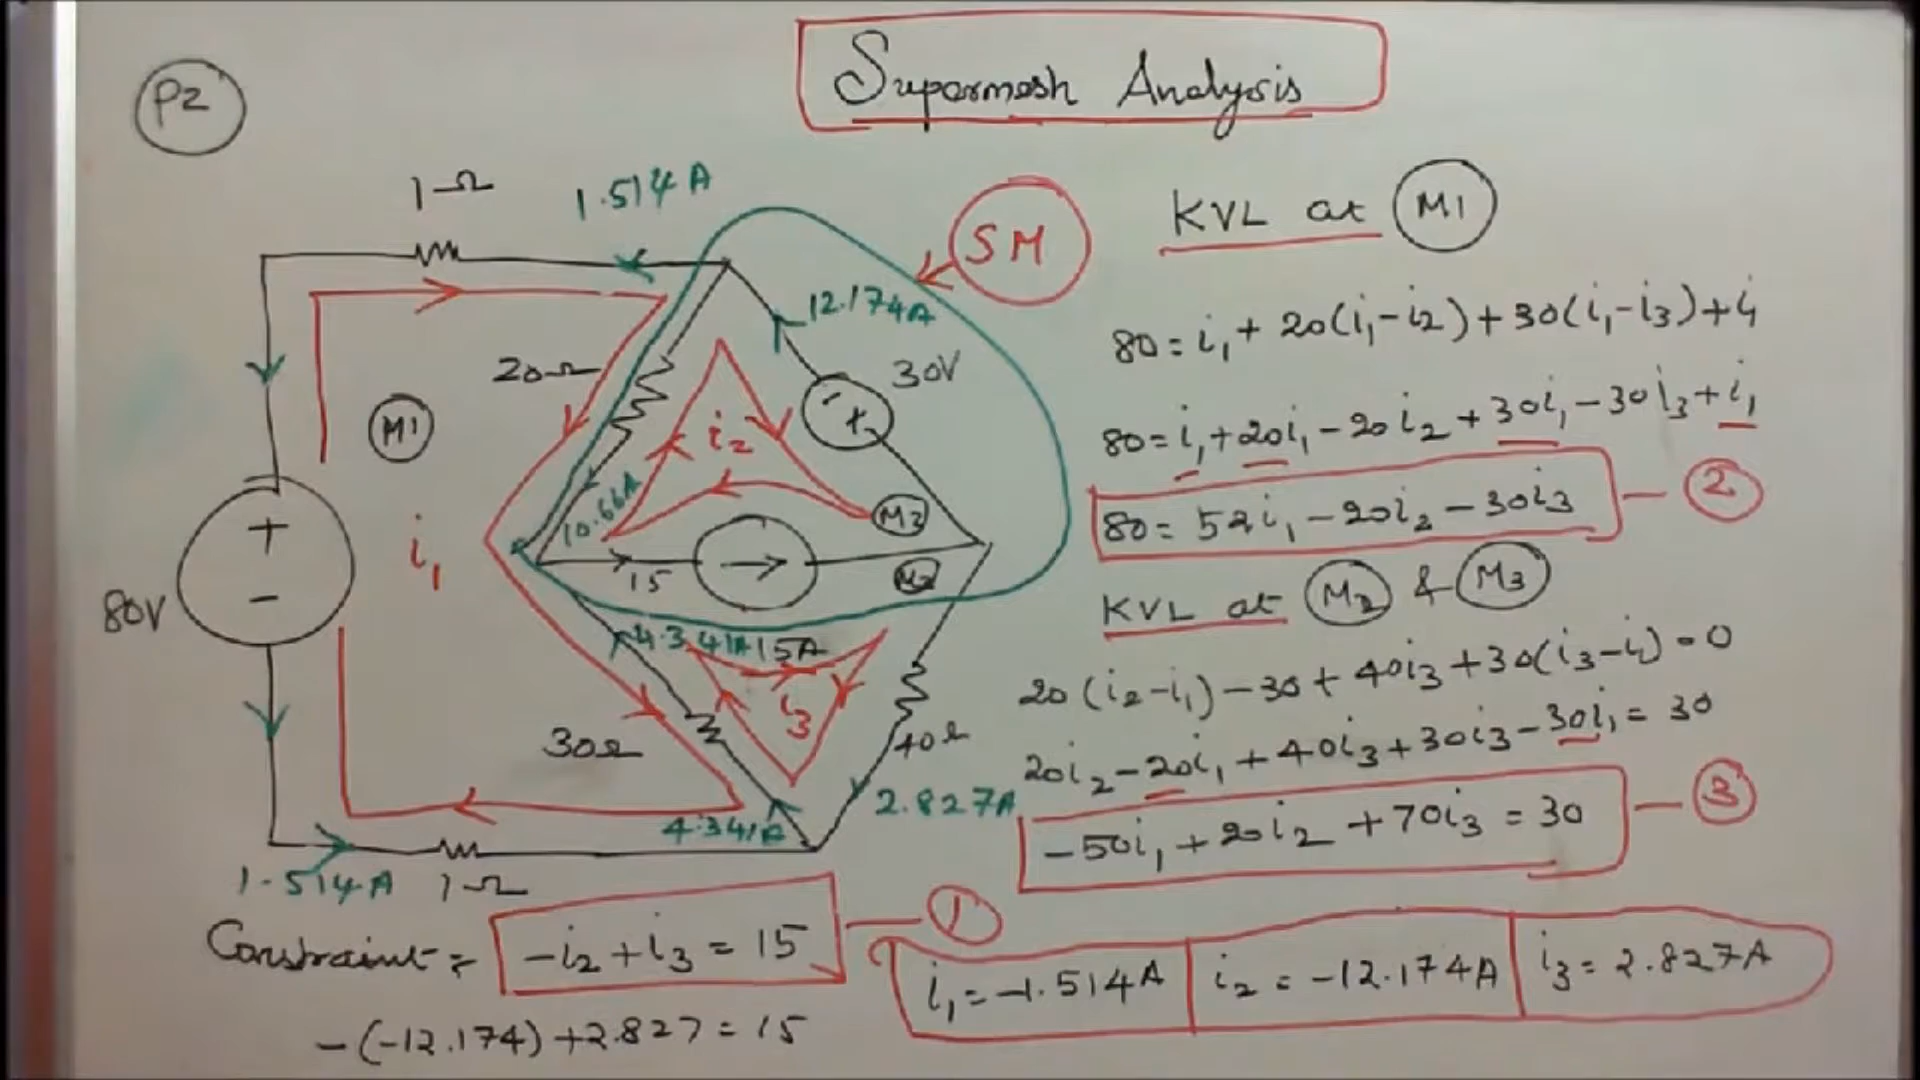 Supermesh Analysis
P2
1Ω
1.514A
SM
KVL at M1
12.174A
80 = i1 + 20(i1-i2) + 30(i1-i3) + i1
20Ω
30V
- +
M1
i2
80 = i1 + 20i1 - 20i2 + 30i1 - 30i3 + i1
80 = 52i1 - 20i2 - 30i3
2
10.66A
M2
+
i1
-
80V
15
M2
KVL at M2 & M3
4.341A
15A
20(i2-i1) - 30 + 40i3 + 30(i3-i1) = 0
i3
30Ω
40Ω
20i2 - 20i1 + 40i3 + 30i3 - 30i1 = 30
2.827A
4.341A
-50i1 + 20i2 + 70i3 = 30
3
1.514A
1Ω
Constraint = -i2 + i3 = 15
1
i1 = -1.514A
i2 = -12.174A
i3 = 2.827A
-(-12.174) + 2.827 = 15